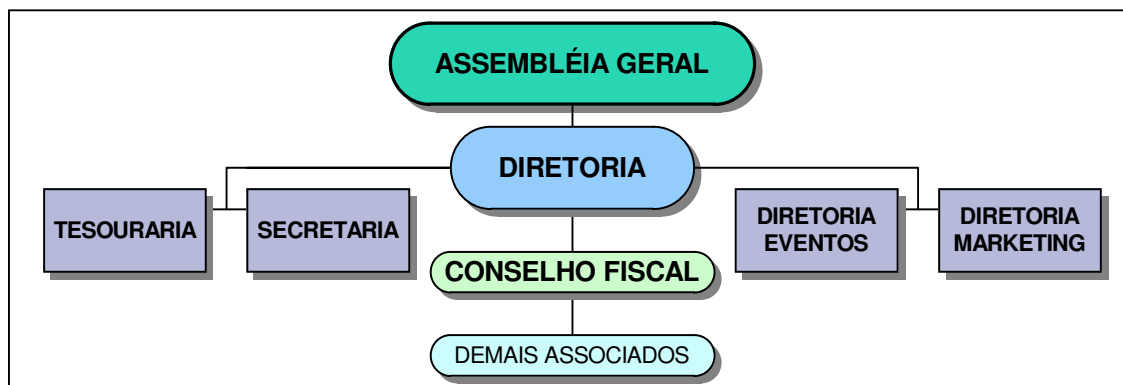 ASSEMBLÉIA GERAL
DIRETORIA
TESOURARIA
SECRETARIA
DIRETORIA
EVENTOS
DIRETORIA
MARKETING
CONSELHO FISCAL
DEMAIS ASSOCIADOS